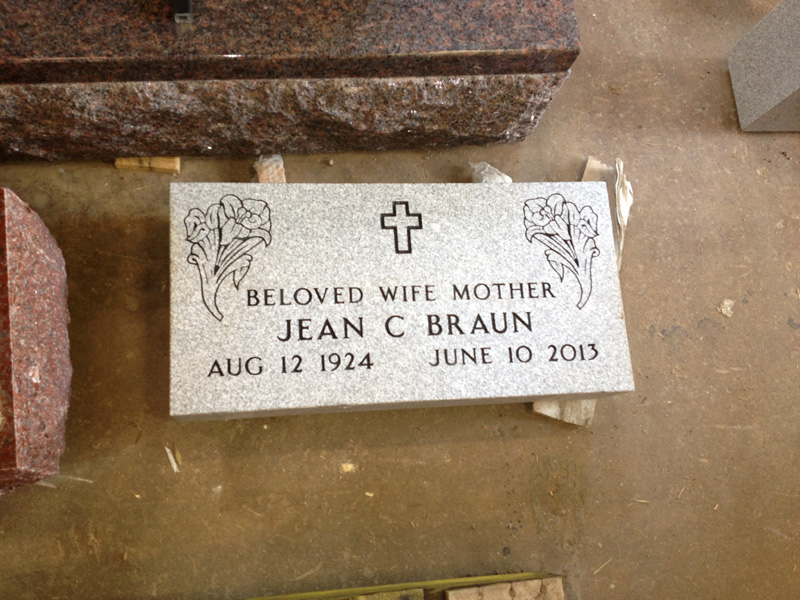 BELOVED WIFE MOTHER
JEAN C BRAUN
AUG 12 1924 JUNE 10 2013